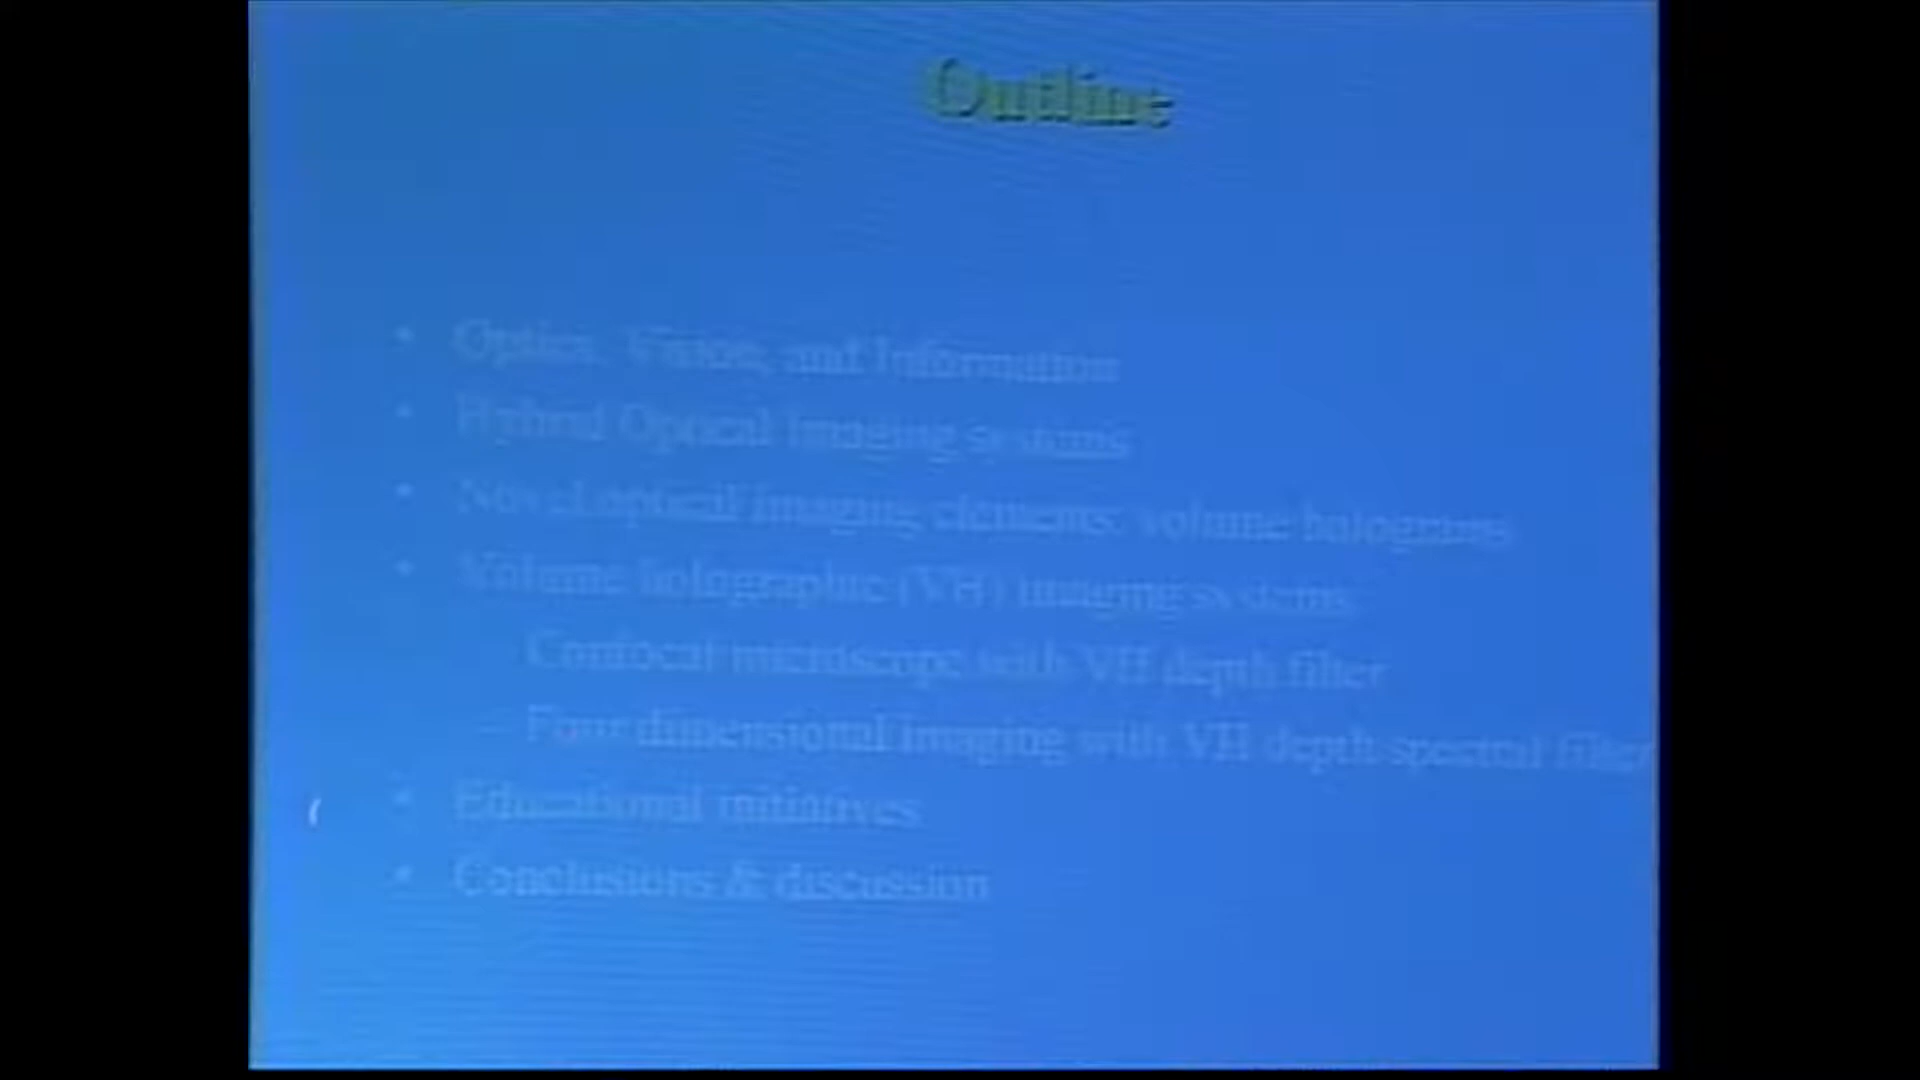 Outline
• Optics, Vision, and Information
• Hybrid Optical imaging systems
• Novel optical imaging elements: volume holograms
• Volume holographic (VH) imaging systems
Confocal microscope with VH depth filter
– Four dimensional imaging with VH depth spectral filter
• Educational initiatives
• Conclusions & discussion